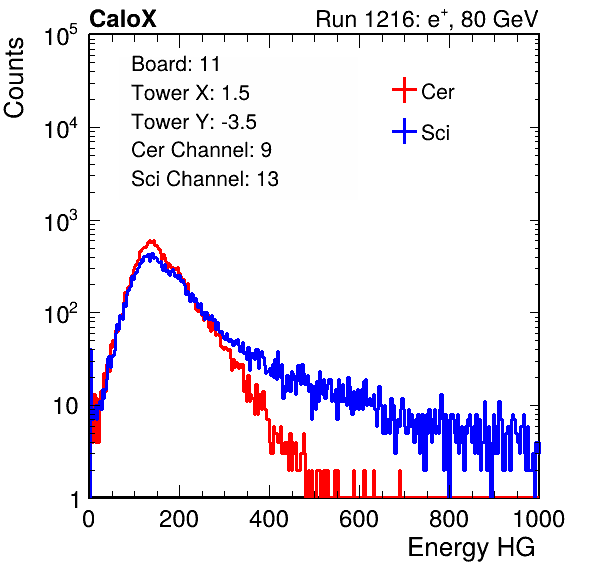 CaloX Run 1216: e⁺, 80 GeV
Counts
10⁵
10⁴
10³
10²
10
1
Board: 11
Tower X: 1.5
Tower Y: -3.5
Cer Channel: 9
Sci Channel: 13
Cer
Sci
0 200 400 600 800 1000
Energy HG